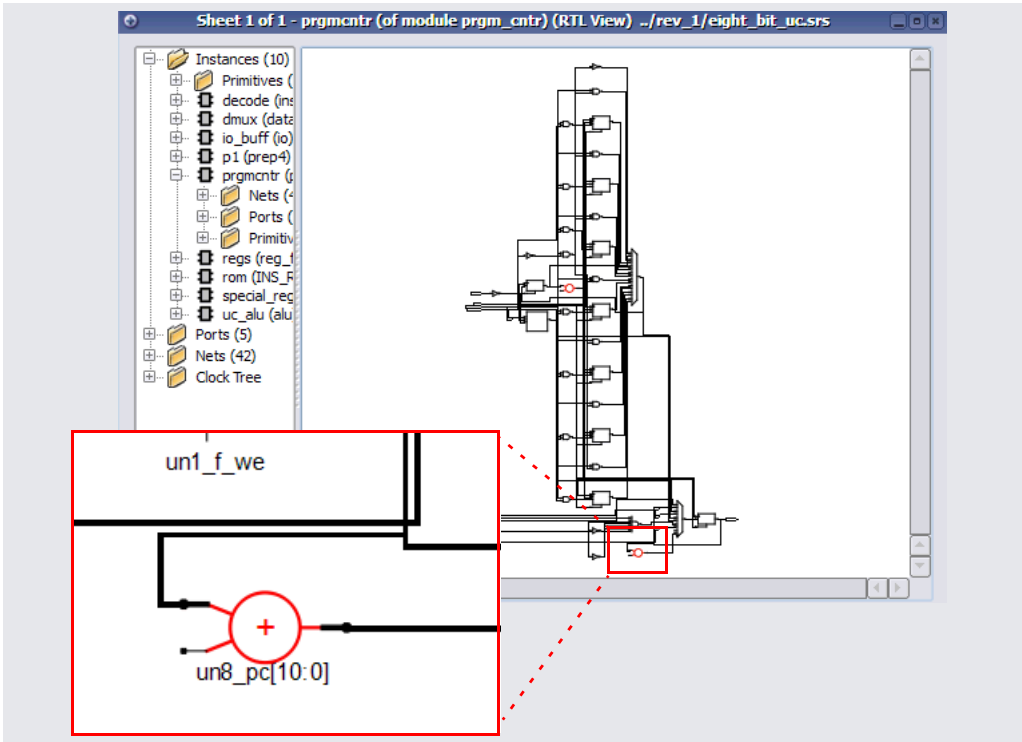 Sheet 1 of 1 - prgmcntr (of module prgm_cntr) (RTL View) ../rev_1/eight_bit_uc.srs
Instances (10)
Primitives (
decode (ins
dmux (data
io_buff (io)
p1 (prep4)
prgmcntr (p
Nets (4
Ports (
Primitiv
regs (reg_f
rom (INS_R
special_reg
uc_alu (alu
Ports (5)
Nets (42)
Clock Tree
un1_f_we
+
un8_pc[10:0]